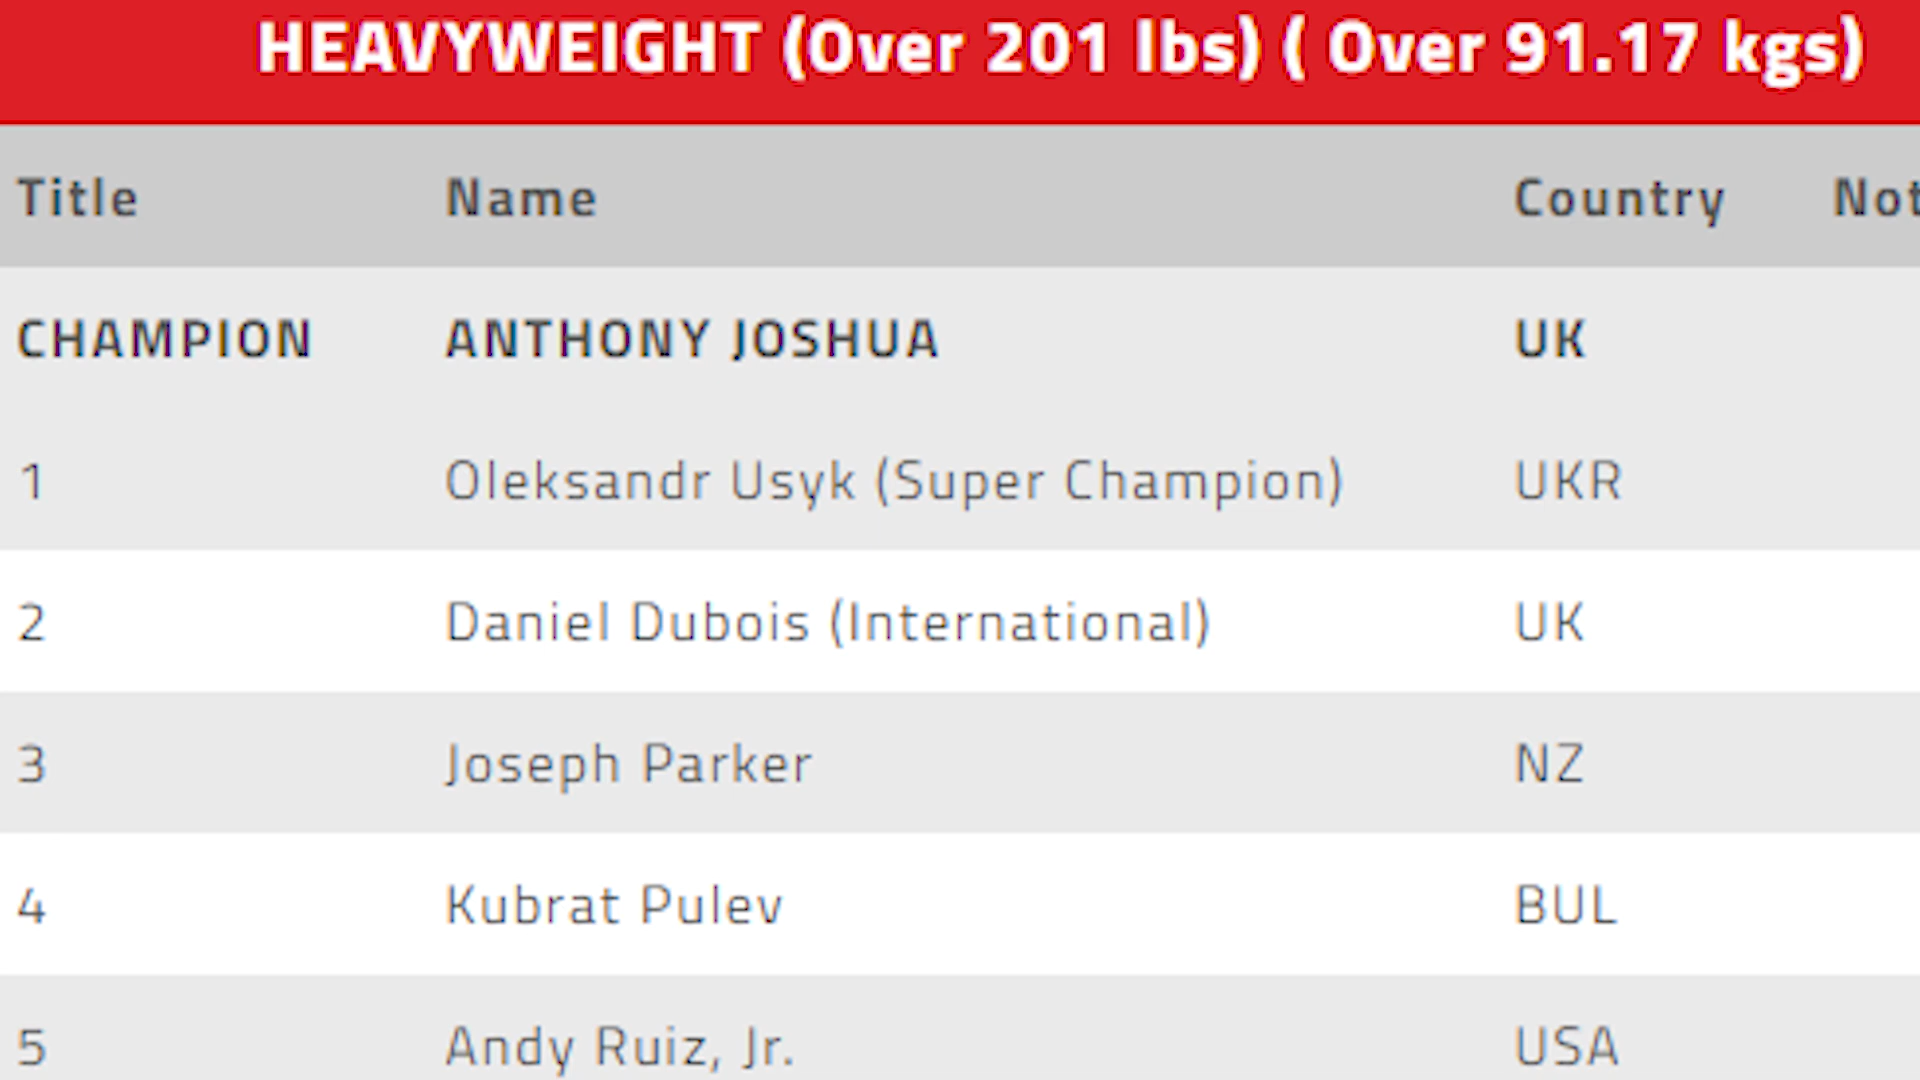 HEAVYWEIGHT (Over 201 lbs) ( Over 91.17 kgs)
Title Name Country Not
CHAMPION ANTHONY JOSHUA UK
1 Oleksandr Usyk (Super Champion) UKR
2 Daniel Dubois (International) UK
3 Joseph Parker NZ
4 Kubrat Pulev BUL
5 Andy Ruiz, Jr. USA